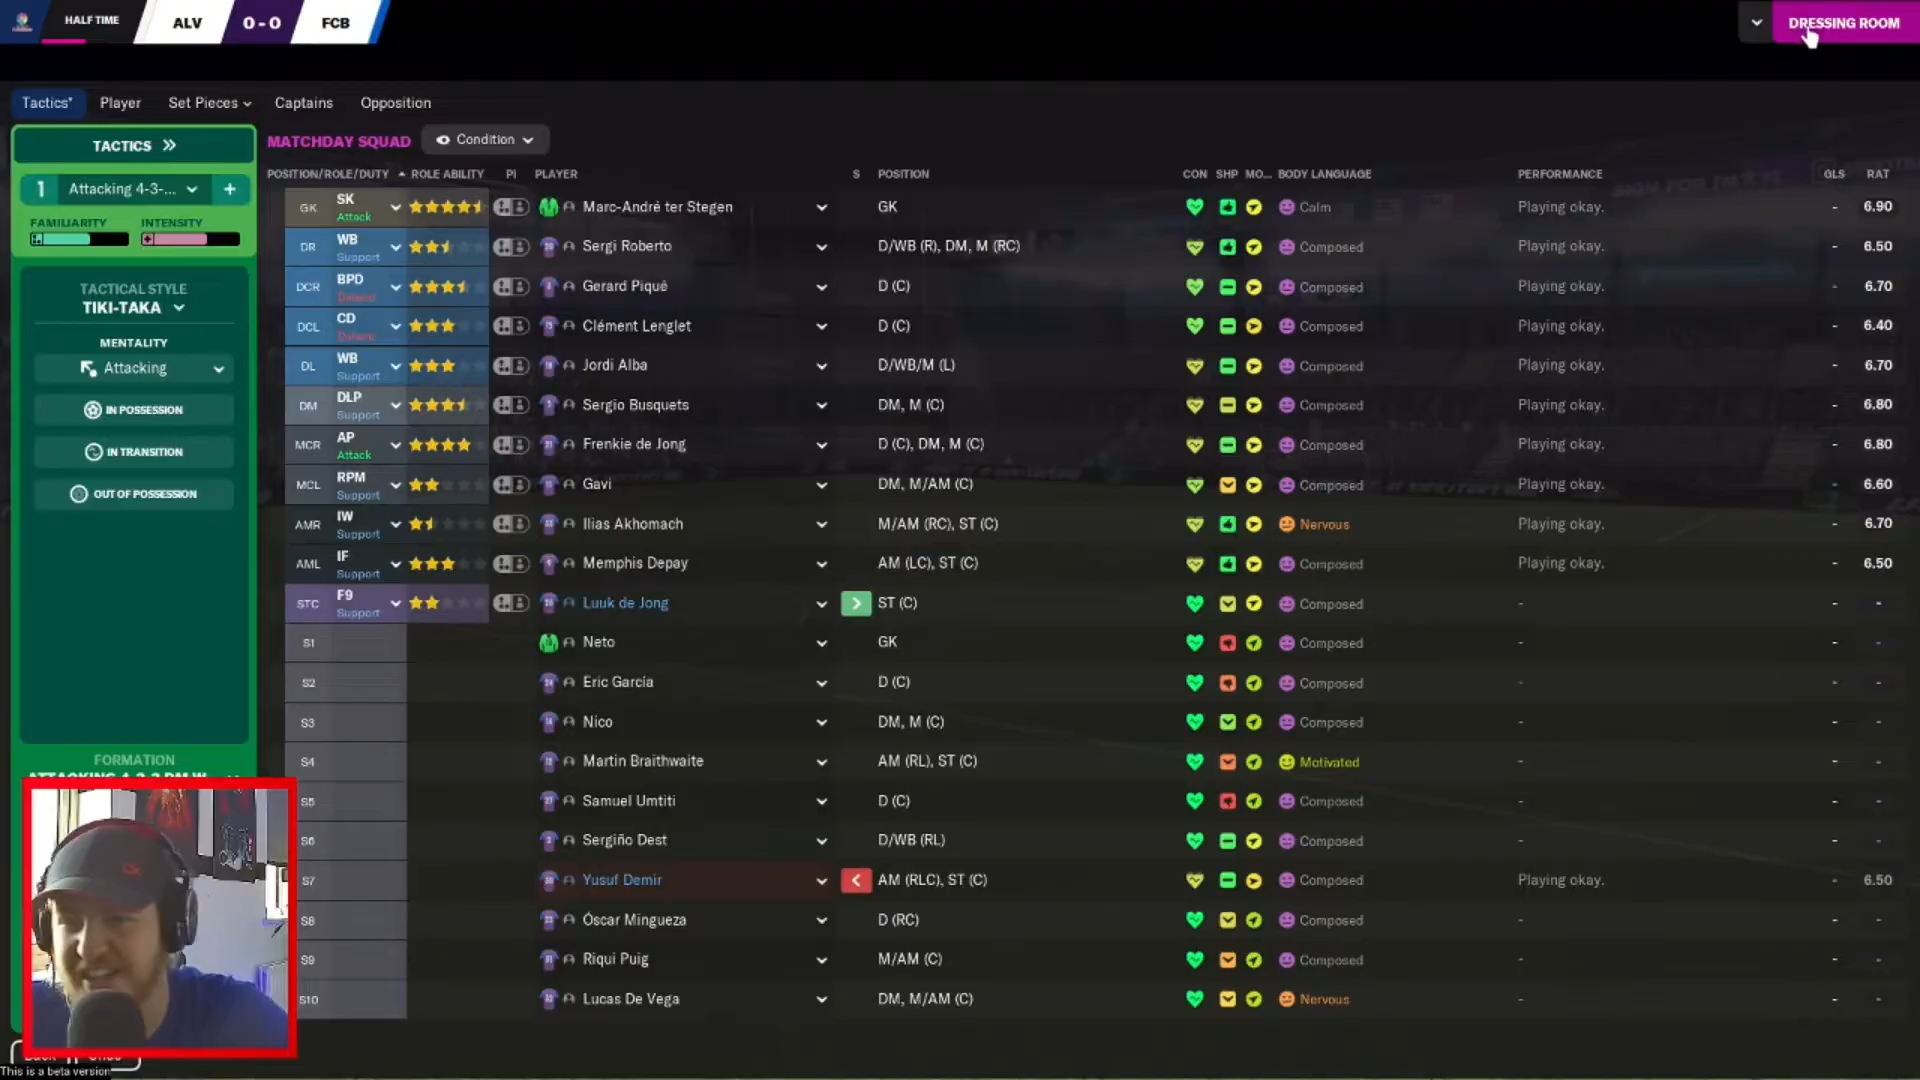 HALF TIME ALV 0 - 0 FCB DRESSING ROOM
Tactics* Player Set Pieces Captains Opposition
TACTICS
1 Attacking 4-3-...
FAMILIARITY INTENSITY
TACTICAL STYLE
TIKI-TAKA
MENTALITY
Attacking
IN POSSESSION
IN TRANSITION
OUT OF POSSESSION
FORMATION
MATCHDAY SQUAD Condition
POSITION/ROLE/DUTY ROLE ABILITY PI PLAYER S POSITION CON SHP MO... BODY LANGUAGE PERFORMANCE GLS RAT
GK SK Attack Marc-André ter Stegen GK Calm Playing okay. - 6.90
DR WB Support Sergi Roberto D/WB (R), DM, M (RC) Composed Playing okay. - 6.50
DCR BPD Defend Gerard Piqué D (C) Composed Playing okay. - 6.70
DCL CD Defend Clément Lenglet D (C) Composed Playing okay. - 6.40
DL WB Support Jordi Alba D/WB/M (L) Composed Playing okay. - 6.70
DM DLP Support Sergio Busquets DM, M (C) Composed Playing okay. - 6.80
MCR AP Attack Frenkie de Jong D (C), DM, M (C) Composed Playing okay. - 6.80
MCL RPM Support Gavi DM, M/AM (C) Composed Playing okay. - 6.60
AMR IW Support Ilias Akhomach M/AM (RC), ST (C) Nervous Playing okay. - 6.70
AML IF Support Memphis Depay AM (LC), ST (C) Composed Playing okay. - 6.50
STC F9 Support Luuk de Jong ST (C) Composed - - -
S1 Neto GK Composed - - -
S2 Eric García D (C) Composed - - -
S3 Nico DM, M (C) Composed - - -
S4 Martin Braithwaite AM (RL), ST (C) Motivated - - -
S5 Samuel Umtiti D (C) Composed - - -
S6 Sergiño Dest D/WB (RL) Composed - - -
S7 Yusuf Demir AM (RLC), ST (C) Composed Playing okay. - 6.50
S8 Óscar Mingueza D (RC) Composed - - -
S9 Riqui Puig M/AM (C) Composed - - -
S10 Lucas De Vega DM, M/AM (C) Nervous - - -
This is a beta version